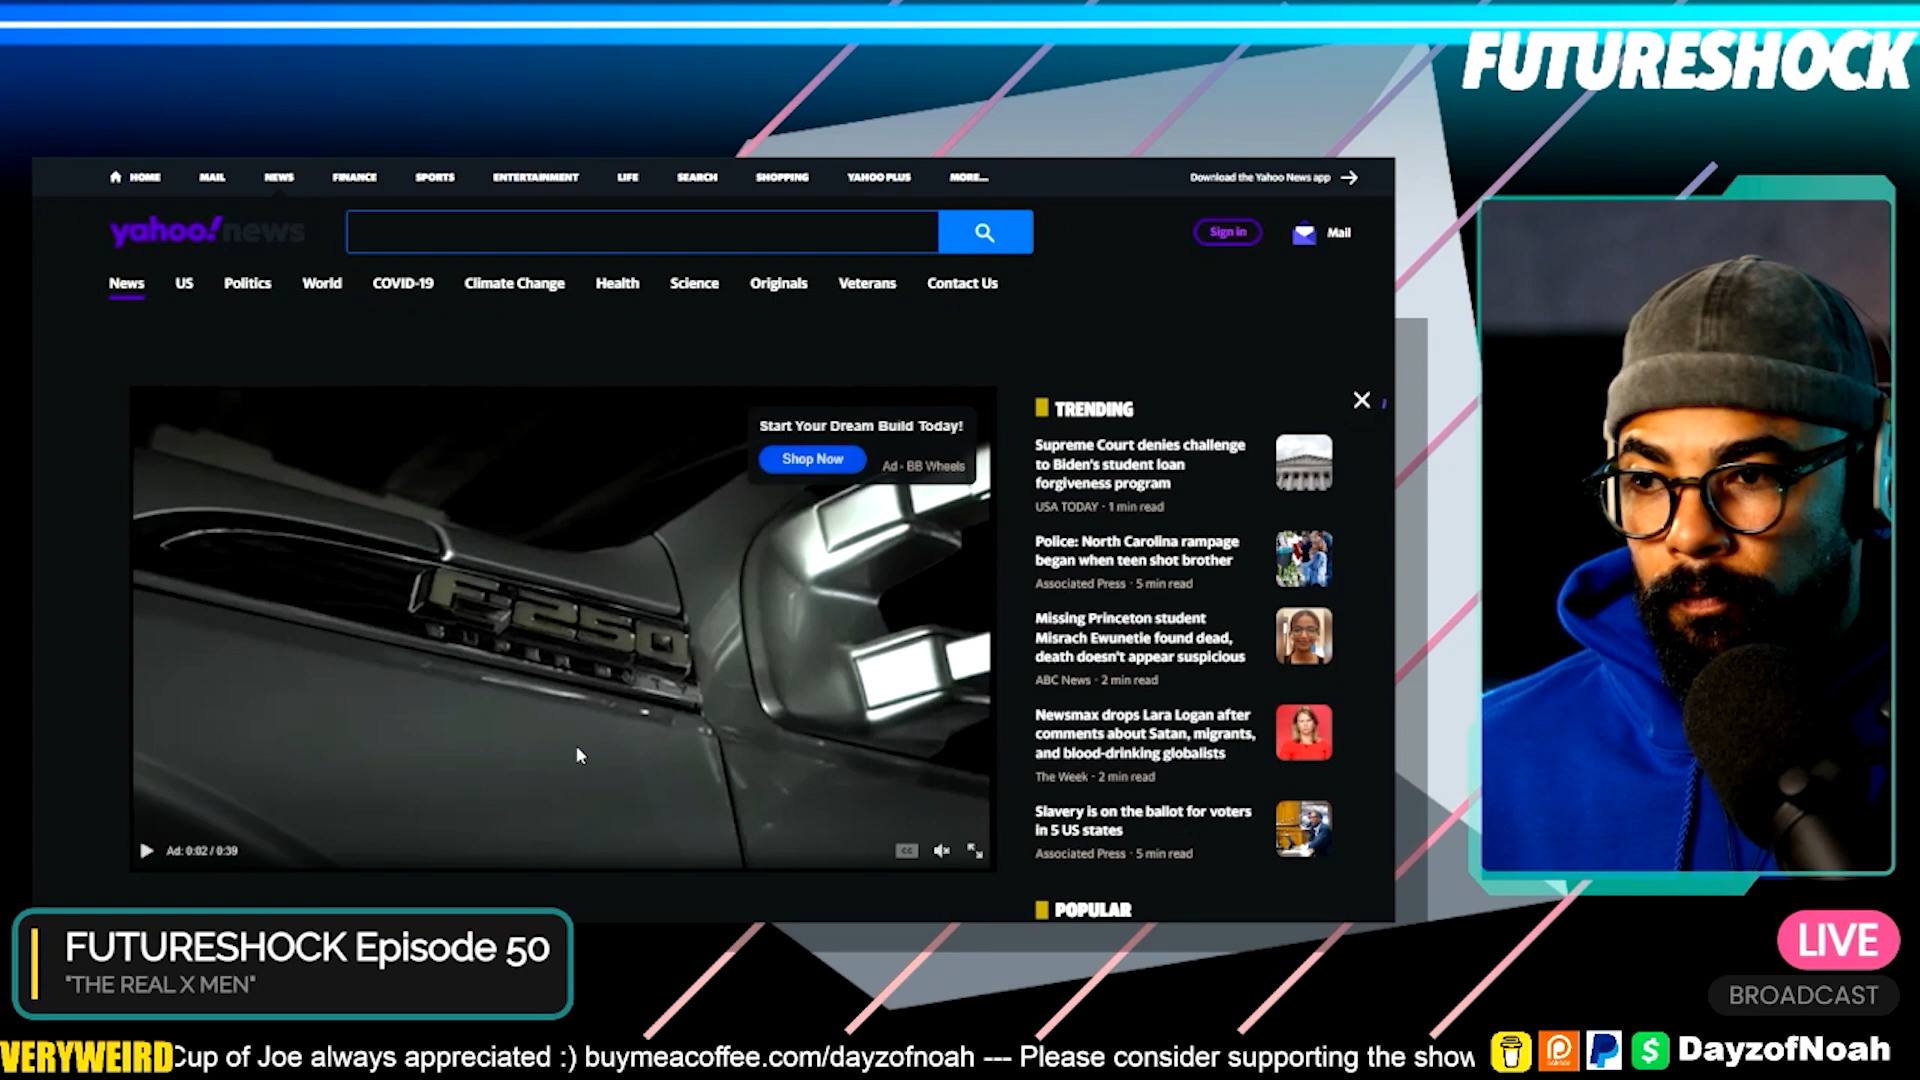 FUTURESHOCK
HOME MAIL NEWS FINANCE SPORTS ENTERTAINMENT LIFE SEARCH SHOPPING YAHOO PLUS MORE... Download the Yahoo News app
yahoo!news
Sign in
Mail
News US Politics World COVID-19 Climate Change Health Science Originals Veterans Contact Us
Start Your Dream Build Today!
Shop Now
Ad - BB Wheels
F-250
Ad: 0:02 / 0:39
CC
TRENDING
Supreme Court denies challenge
to Biden's student loan
forgiveness program
USA TODAY · 1 min read
Police: North Carolina rampage
began when teen shot brother
Associated Press · 5 min read
Missing Princeton student
Misrach Ewunetie found dead,
death doesn't appear suspicious
ABC News · 2 min read
Newsmax drops Lara Logan after
comments about Satan, migrants,
and blood-drinking globalists
The Week · 2 min read
Slavery is on the ballot for voters
in 5 US states
Associated Press · 5 min read
POPULAR
FUTURESHOCK Episode 50
"THE REAL X MEN"
LIVE
BROADCAST
VERYWEIRD Cup of Joe always appreciated :) buymeacoffee.com/dayzofnoah --- Please consider supporting the show
DayzofNoah